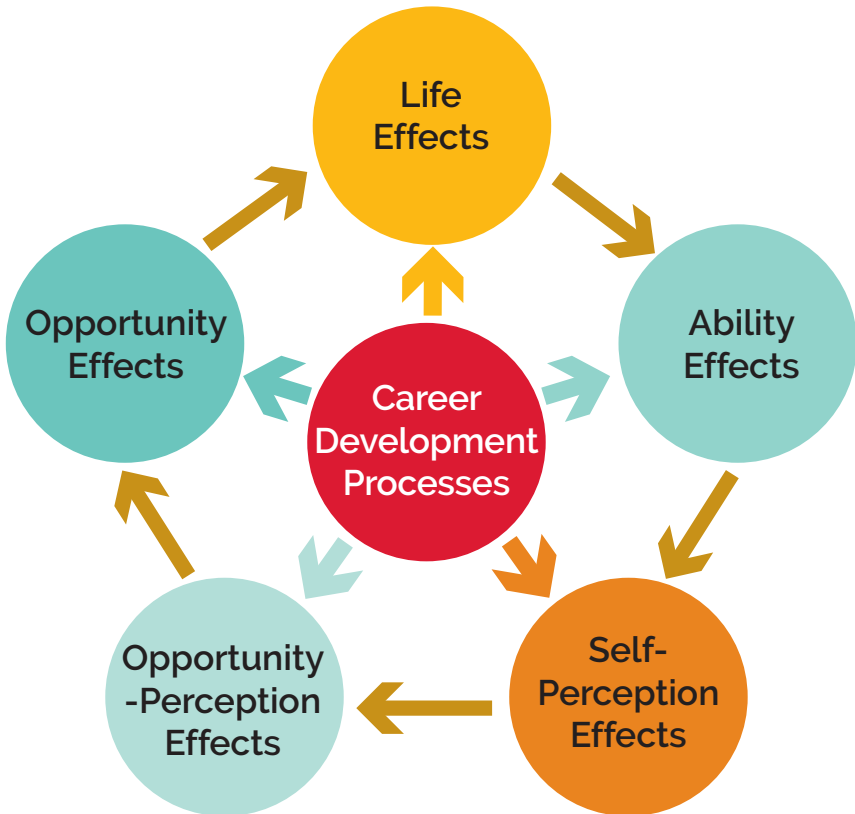 Life
Effects
Opportunity
Effects
Ability
Effects
Career
Development
Processes
Opportunity
-Perception
Effects
Self-
Perception
Effects